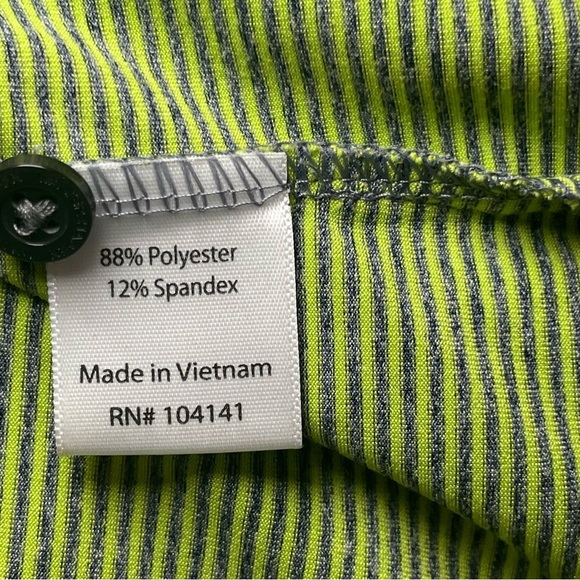 88% Polyester
12% Spandex
Made in Vietnam
RN# 104141